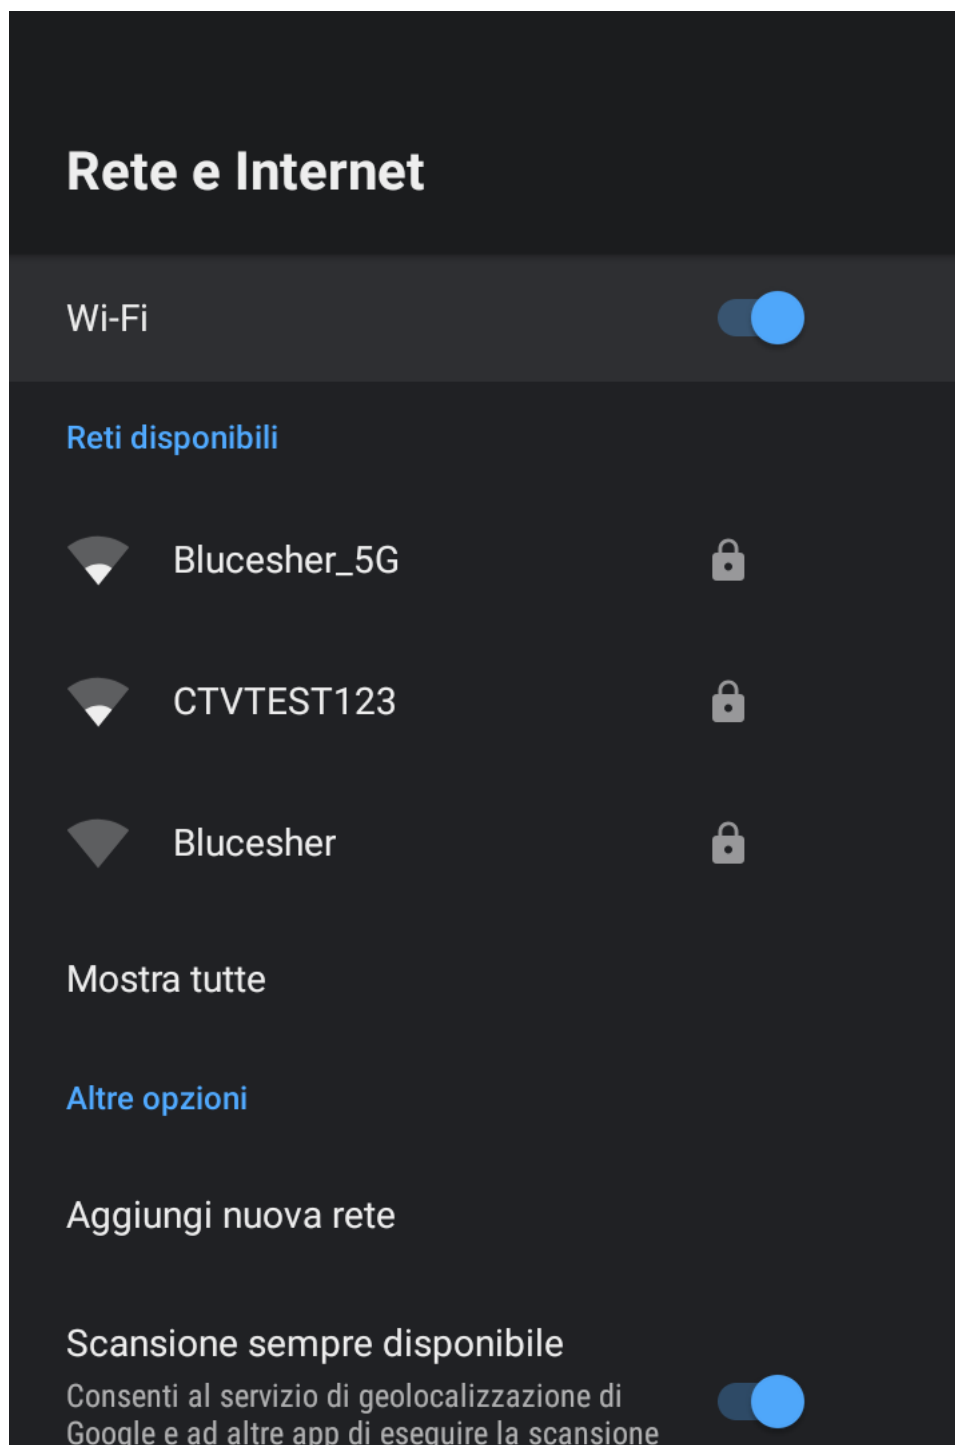 Rete e Internet
Wi-Fi
Reti disponibili
Blucesher_5G
CTVTEST123
Blucesher
Mostra tutte
Altre opzioni
Aggiungi nuova rete
Scansione sempre disponibile
Consenti al servizio di geolocalizzazione di
Google e ad altre app di eseguire la scansione